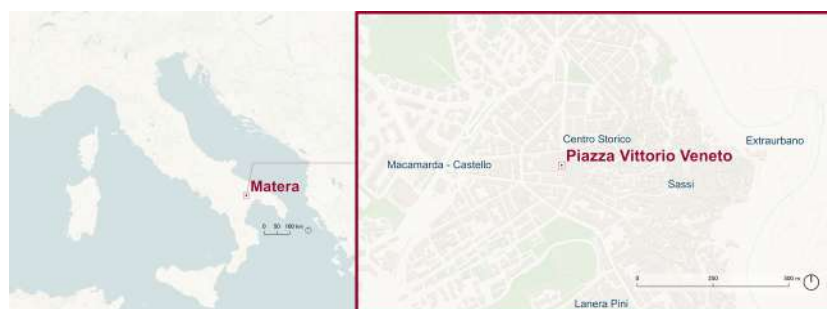 Matera
0 50 100 km
Centro Storico
Piazza Vittorio Veneto
Extraurbano
Macamarda - Castello
Sassi
0 250 500 m
Lanera Pini